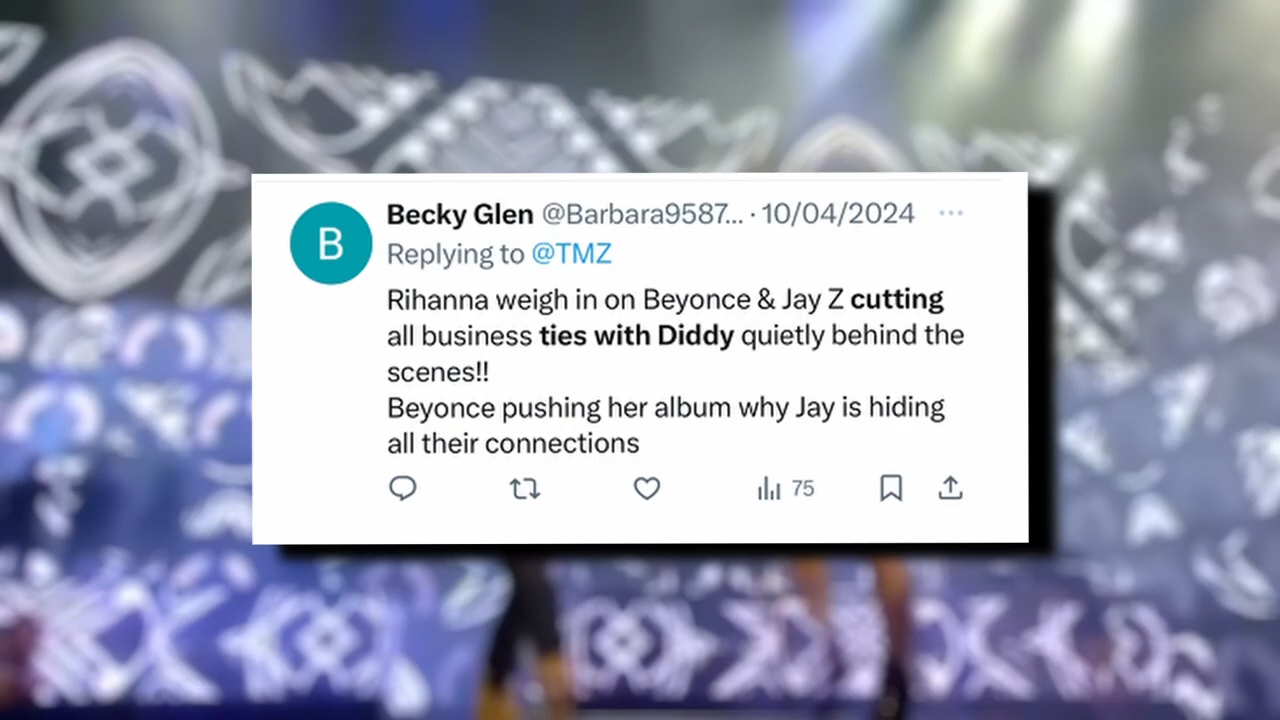 B
Becky Glen @Barbara9587... · 10/04/2024 ...
Replying to @TMZ
Rihanna weigh in on Beyonce & Jay Z cutting
all business ties with Diddy quietly behind the
scenes!!
Beyonce pushing her album why Jay is hiding
all their connections
75